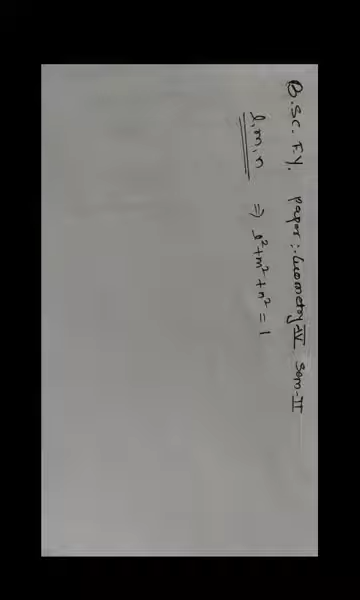 B.Sc. F.Y. Paper:- Geometry IV Sem-II
l, m, n ⇒ l²+m²+n² = 1